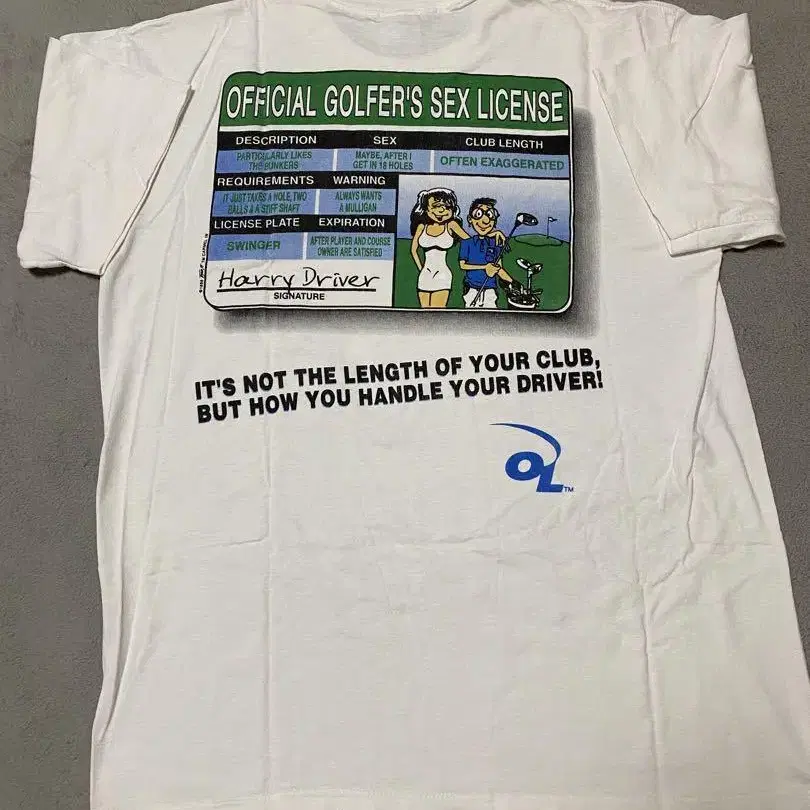 OFFICIAL GOLFER'S SEX LICENSE
DESCRIPTION SEX CLUB LENGTH
PARTICULARLY LIKES THE BUNKERS
MAYBE, AFTER I GET IN 18 HOLES
OFTEN EXAGGERATED
REQUIREMENTS WARNING
IT JUST TAKES A HOLE, TWO BALLS & A STIFF SHAFT
ALWAYS WANTS A MULLIGAN
LICENSE PLATE EXPIRATION
SWINGER
AFTER PLAYER AND COURSE OWNER ARE SATISFIED
Harry Driver
SIGNATURE
IT'S NOT THE LENGTH OF YOUR CLUB,
BUT HOW YOU HANDLE YOUR DRIVER!
OL TM